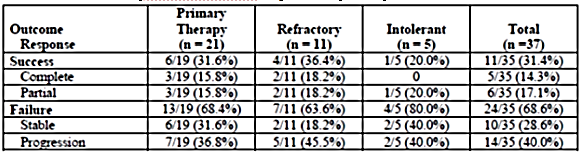 Outcome Response Primary Therapy (n = 21) Refractory (n = 11) Intolerant (n = 5) Total (n =37)
Success 6/19 (31.6%) 4/11 (36.4%) 1/5 (20.0%) 11/35 (31.4%)
Complete 3/19 (15.8%) 2/11 (18.2%) 0 5/35 (14.3%)
Partial 3/19 (15.8%) 2/11 (18.2%) 1/5 (20.0%) 6/35 (17.1%)
Failure 13/19 (68.4%) 7/11 (63.6%) 4/5 (80.0%) 24/35 (68.6%)
Stable 6/19 (31.6%) 2/11 (18.2%) 2/5 (40.0%) 10/35 (28.6%)
Progression 7/19 (36.8%) 5/11 (45.5%) 2/5 (40.0%) 14/35 (40.0%)